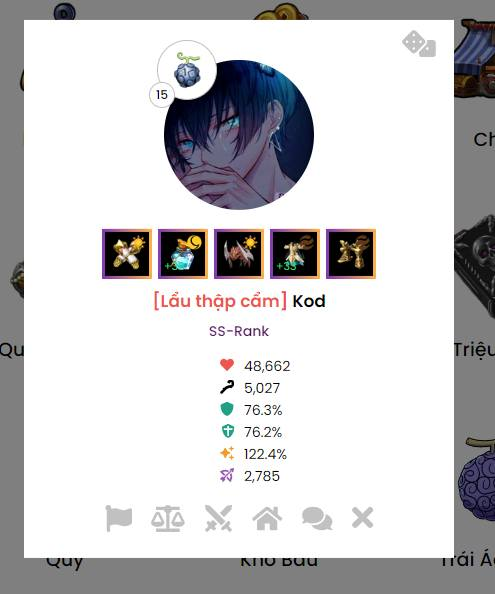 15
+35
[Lẩu thập cẩm] Kod
SS-Rank
48,662
5,027
76.3%
76.2%
122.4%
2,785
Ch
Qu
Triệu
Quỷ
Kho Báu
Trái Á